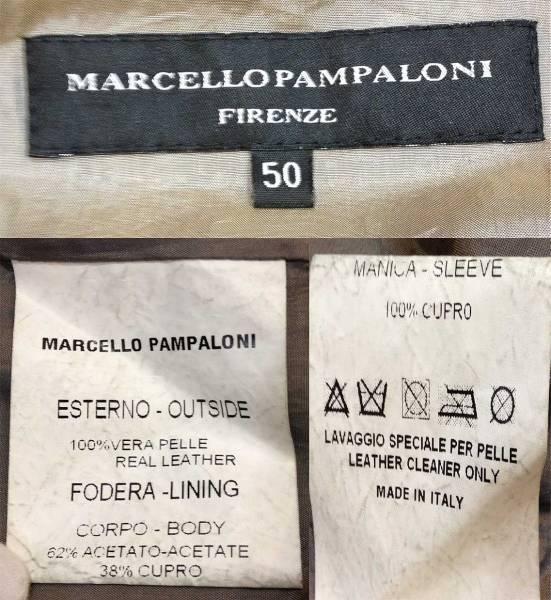 MARCELLO PAMPALONI
FIRENZE
50
MARCELLO PAMPALONI
ESTERNO - OUTSIDE
100% VERA PELLE
REAL LEATHER
FODERA -LINING
CORPO - BODY
62% ACETATO-ACETATE
38% CUPRO
MANICA - SLEEVE
100% CUPRO
LAVAGGIO SPECIALE PER PELLE
LEATHER CLEANER ONLY
MADE IN ITALY